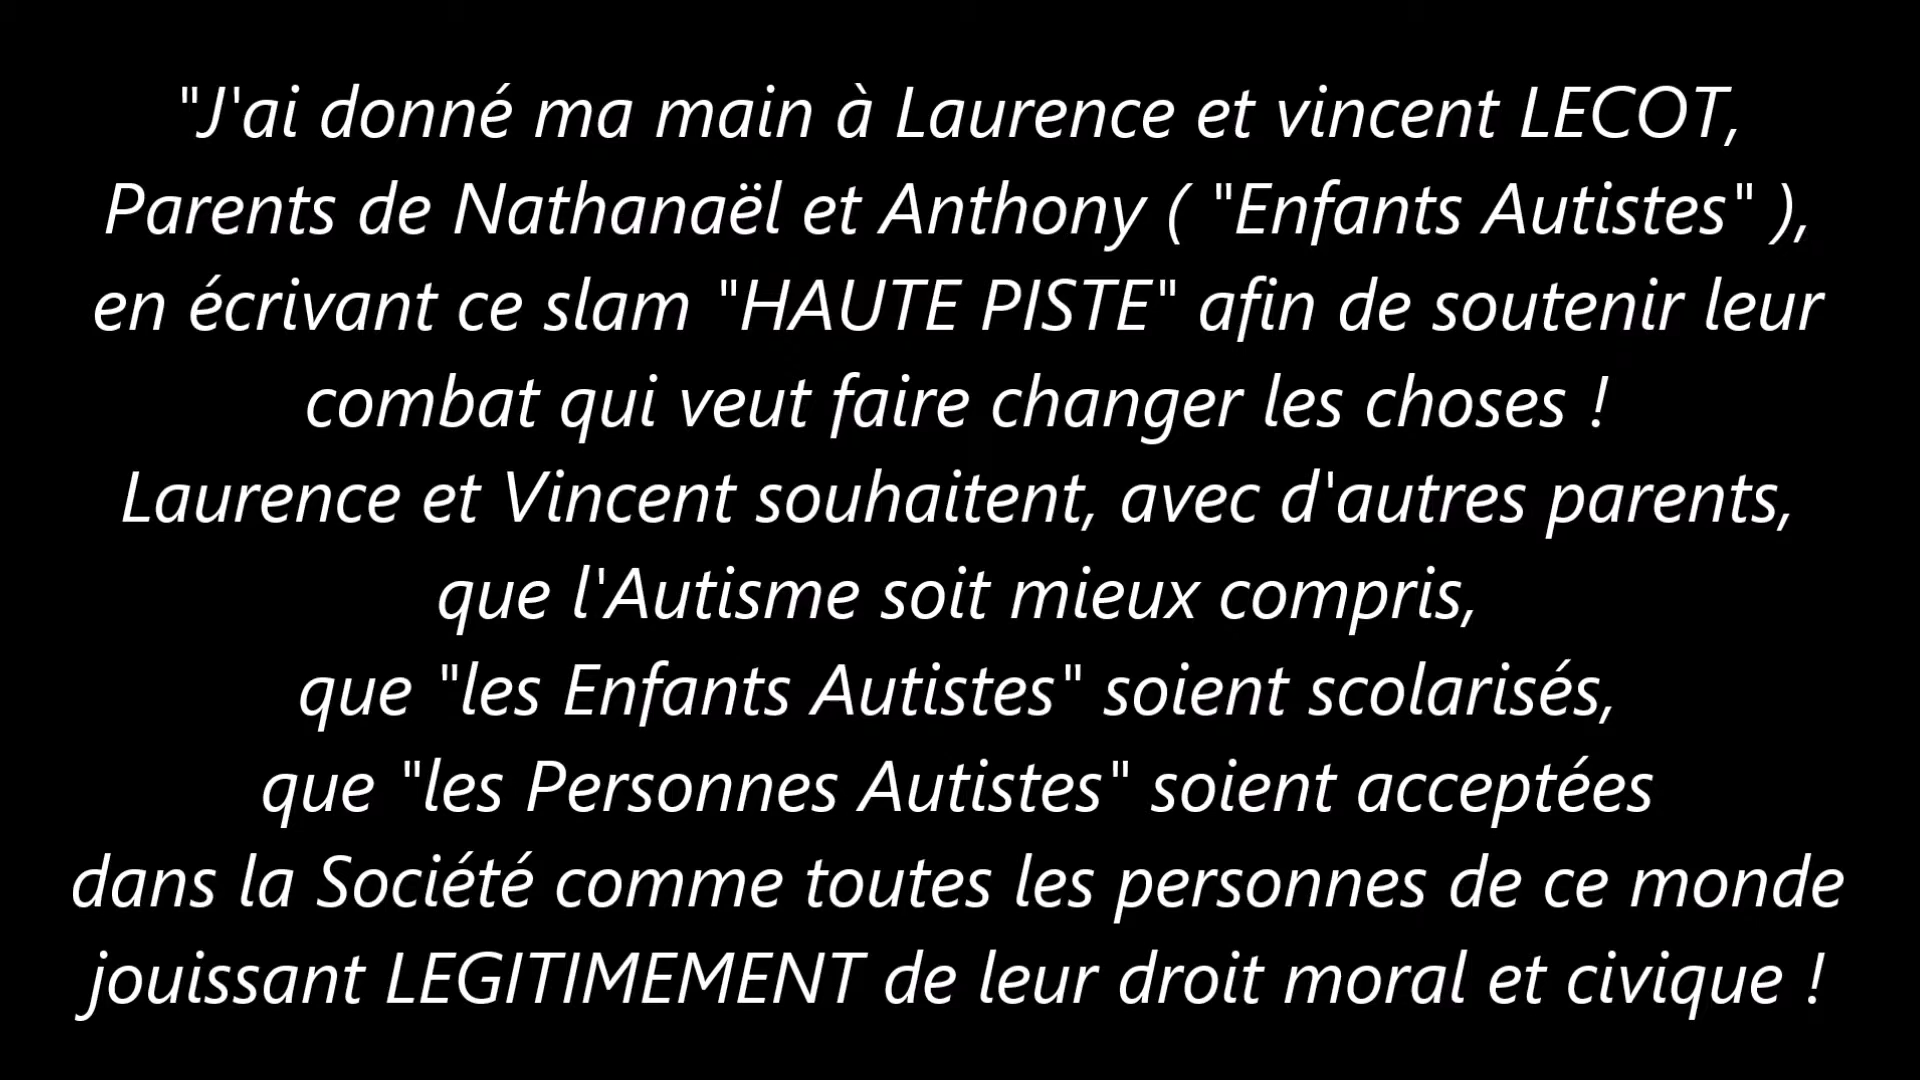 "J'ai donné ma main à Laurence et vincent LECOT,
Parents de Nathanaël et Anthony ( "Enfants Autistes" ),
en écrivant ce slam "HAUTE PISTE" afin de soutenir leur
combat qui veut faire changer les choses !
Laurence et Vincent souhaitent, avec d'autres parents,
que l'Autisme soit mieux compris,
que "les Enfants Autistes" soient scolarisés,
que "les Personnes Autistes" soient acceptées
dans la Société comme toutes les personnes de ce monde
jouissant LEGITIMEMENT de leur droit moral et civique !